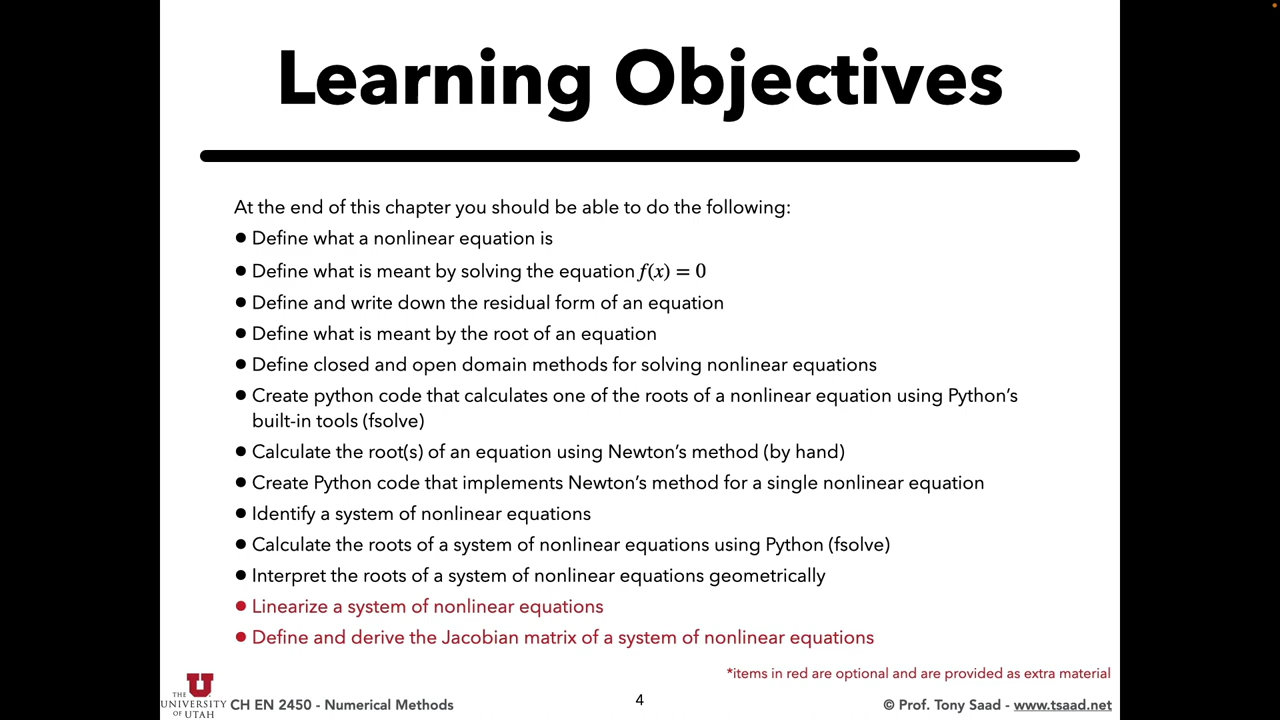 Learning Objectives
At the end of this chapter you should be able to do the following:
● Define what a nonlinear equation is
● Define what is meant by solving the equation f(x) = 0
● Define and write down the residual form of an equation
● Define what is meant by the root of an equation
● Define closed and open domain methods for solving nonlinear equations
● Create python code that calculates one of the roots of a nonlinear equation using Python’s
built-in tools (fsolve)
● Calculate the root(s) of an equation using Newton’s method (by hand)
● Create Python code that implements Newton’s method for a single nonlinear equation
● Identify a system of nonlinear equations
● Calculate the roots of a system of nonlinear equations using Python (fsolve)
● Interpret the roots of a system of nonlinear equations geometrically
● Linearize a system of nonlinear equations
● Define and derive the Jacobian matrix of a system of nonlinear equations
*items in red are optional and are provided as extra material
U
THE
UNIVERSITY
OF UTAH
CH EN 2450 - Numerical Methods
4
© Prof. Tony Saad - www.tsaad.net